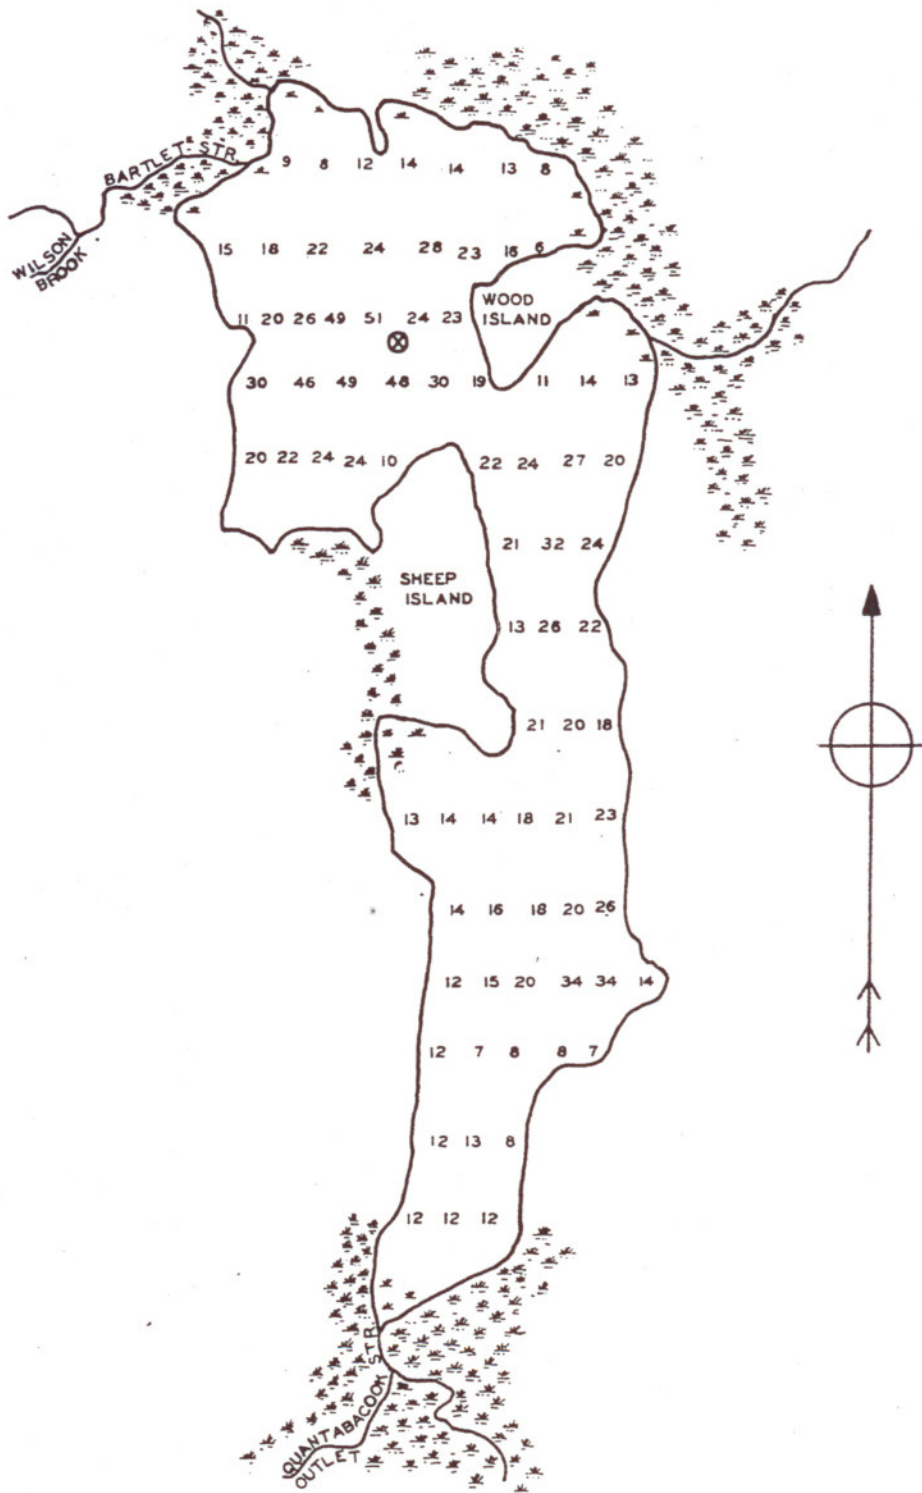 BARTLET STR.
9 8 12 14 14 13 8
WILSON
BROOK
15 18 22 24 28 23 16 6
WOOD
ISLAND
11 20 26 49 51 24 23
30 46 49 48 30 19 11 14 13
20 22 24 24 10 22 24 27 20
21 32 24
SHEEP
ISLAND
13 26 22
21 20 18
13 14 14 18 21 23
14 16 18 20 26
12 15 20 34 34 14
12 7 8 8 7
12 13 8
12 12 12
QUANTABACOOK STR.
OUTLET